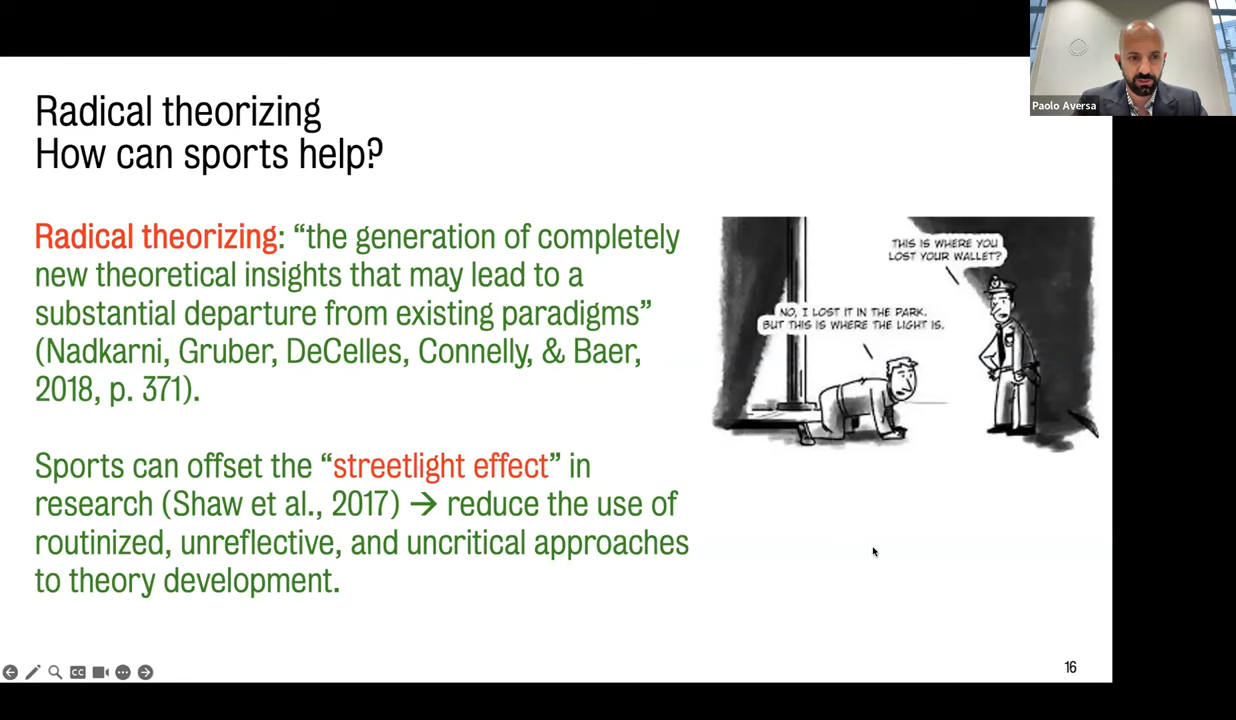 Paolo Aversa
Radical theorizing
How can sports help?
Radical theorizing: “the generation of completely
new theoretical insights that may lead to a
substantial departure from existing paradigms”
(Nadkarni, Gruber, DeCelles, Connelly, & Baer,
2018, p. 371).
Sports can offset the “streetlight effect” in
research (Shaw et al., 2017) → reduce the use of
routinized, unreflective, and uncritical approaches
to theory development.
THIS IS WHERE YOU
LOST YOUR WALLET?
NO, I LOST IT IN THE PARK.
BUT THIS IS WHERE THE LIGHT IS.
CC
16